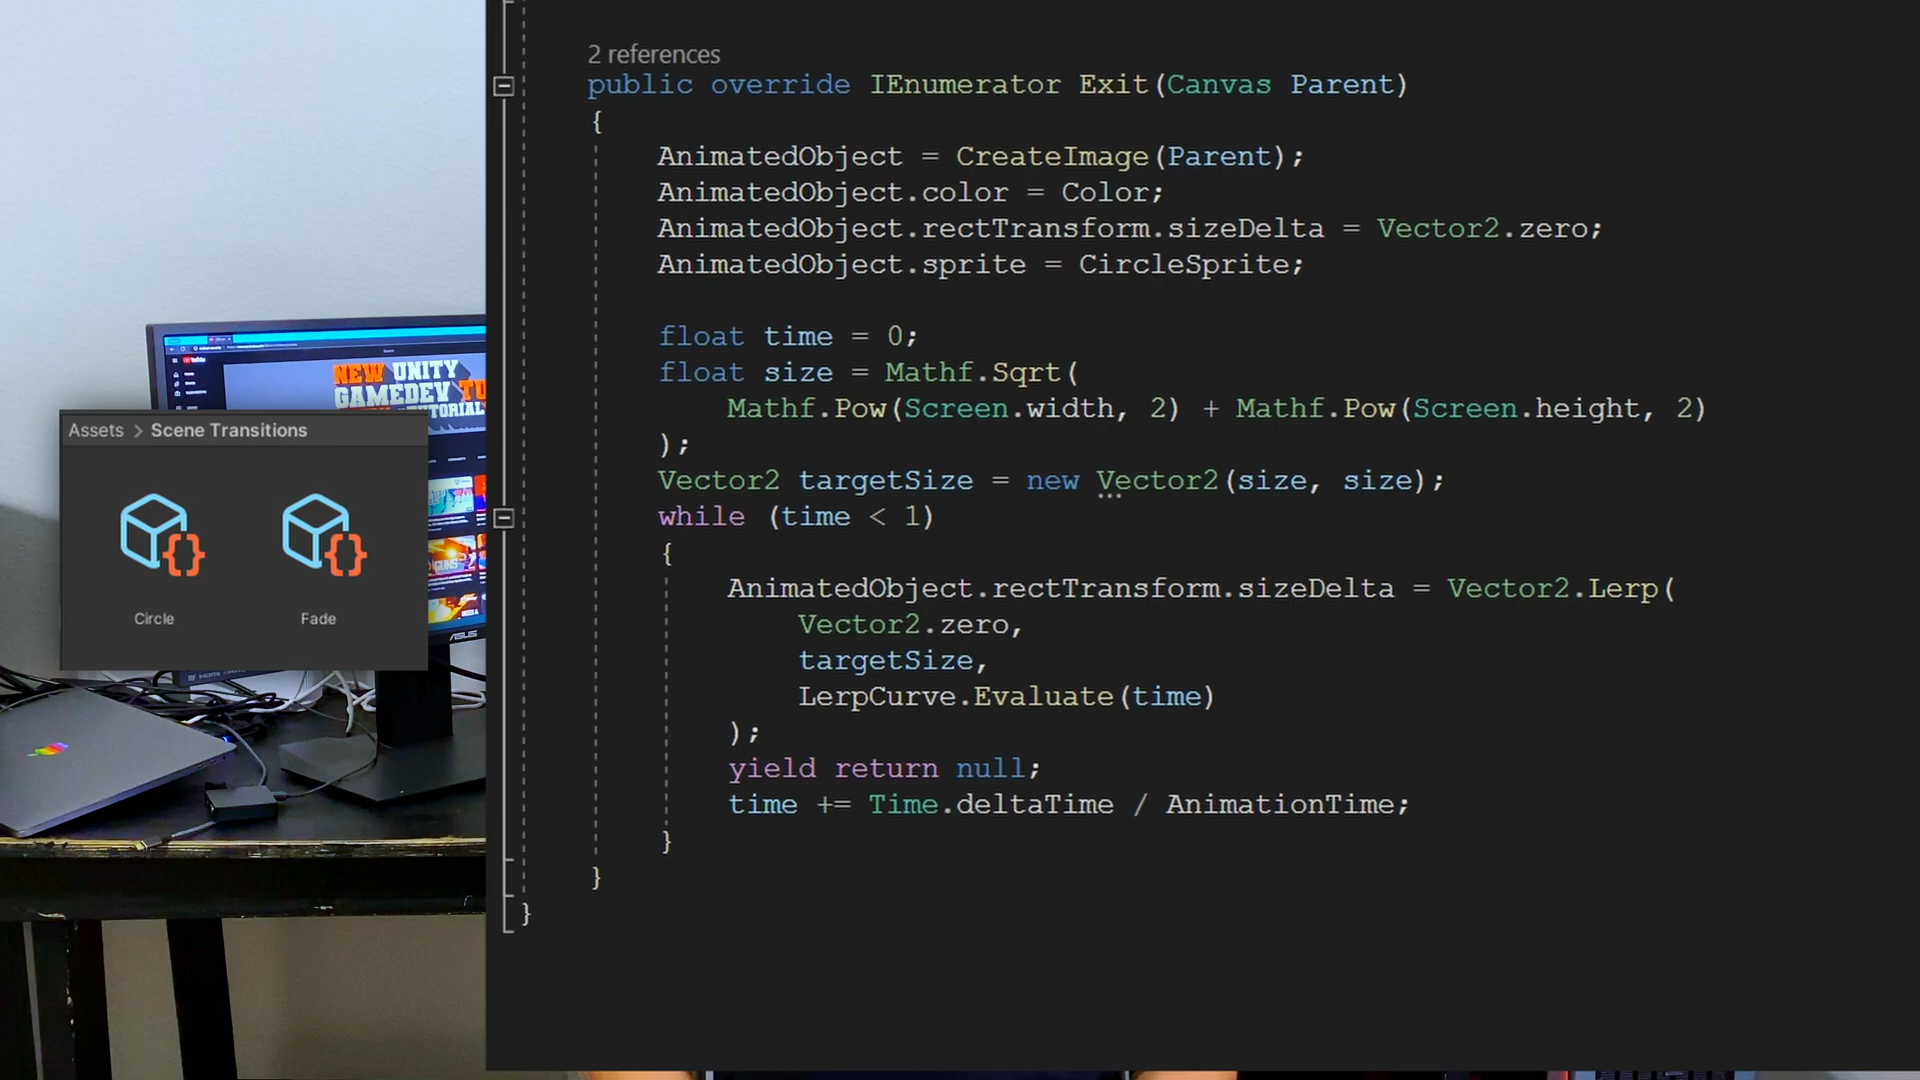 2 references
public override IEnumerator Exit(Canvas Parent)
{
AnimatedObject = CreateImage(Parent);
AnimatedObject.color = Color;
AnimatedObject.rectTransform.sizeDelta = Vector2.zero;
AnimatedObject.sprite = CircleSprite;
float time = 0;
float size = Mathf.Sqrt(
Mathf.Pow(Screen.width, 2) + Mathf.Pow(Screen.height, 2)
);
Vector2 targetSize = new Vector2(size, size);
while (time < 1)
{
AnimatedObject.rectTransform.sizeDelta = Vector2.Lerp(
Vector2.zero,
targetSize,
LerpCurve.Evaluate(time)
);
yield return null;
time += Time.deltaTime / AnimationTime;
}
}
}
NEW UNITY
GAMEDEV
Assets > Scene Transitions
Circle
Fade
ASUS